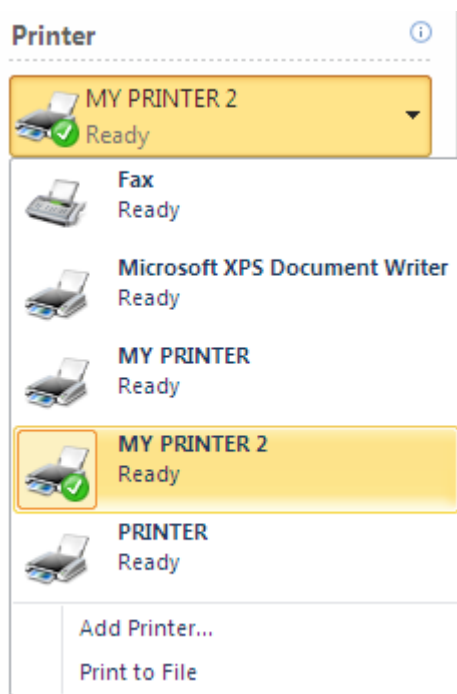 Printer
MY PRINTER 2
Ready
Fax
Ready
Microsoft XPS Document Writer
Ready
MY PRINTER
Ready
MY PRINTER 2
Ready
PRINTER
Ready
Add Printer...
Print to File